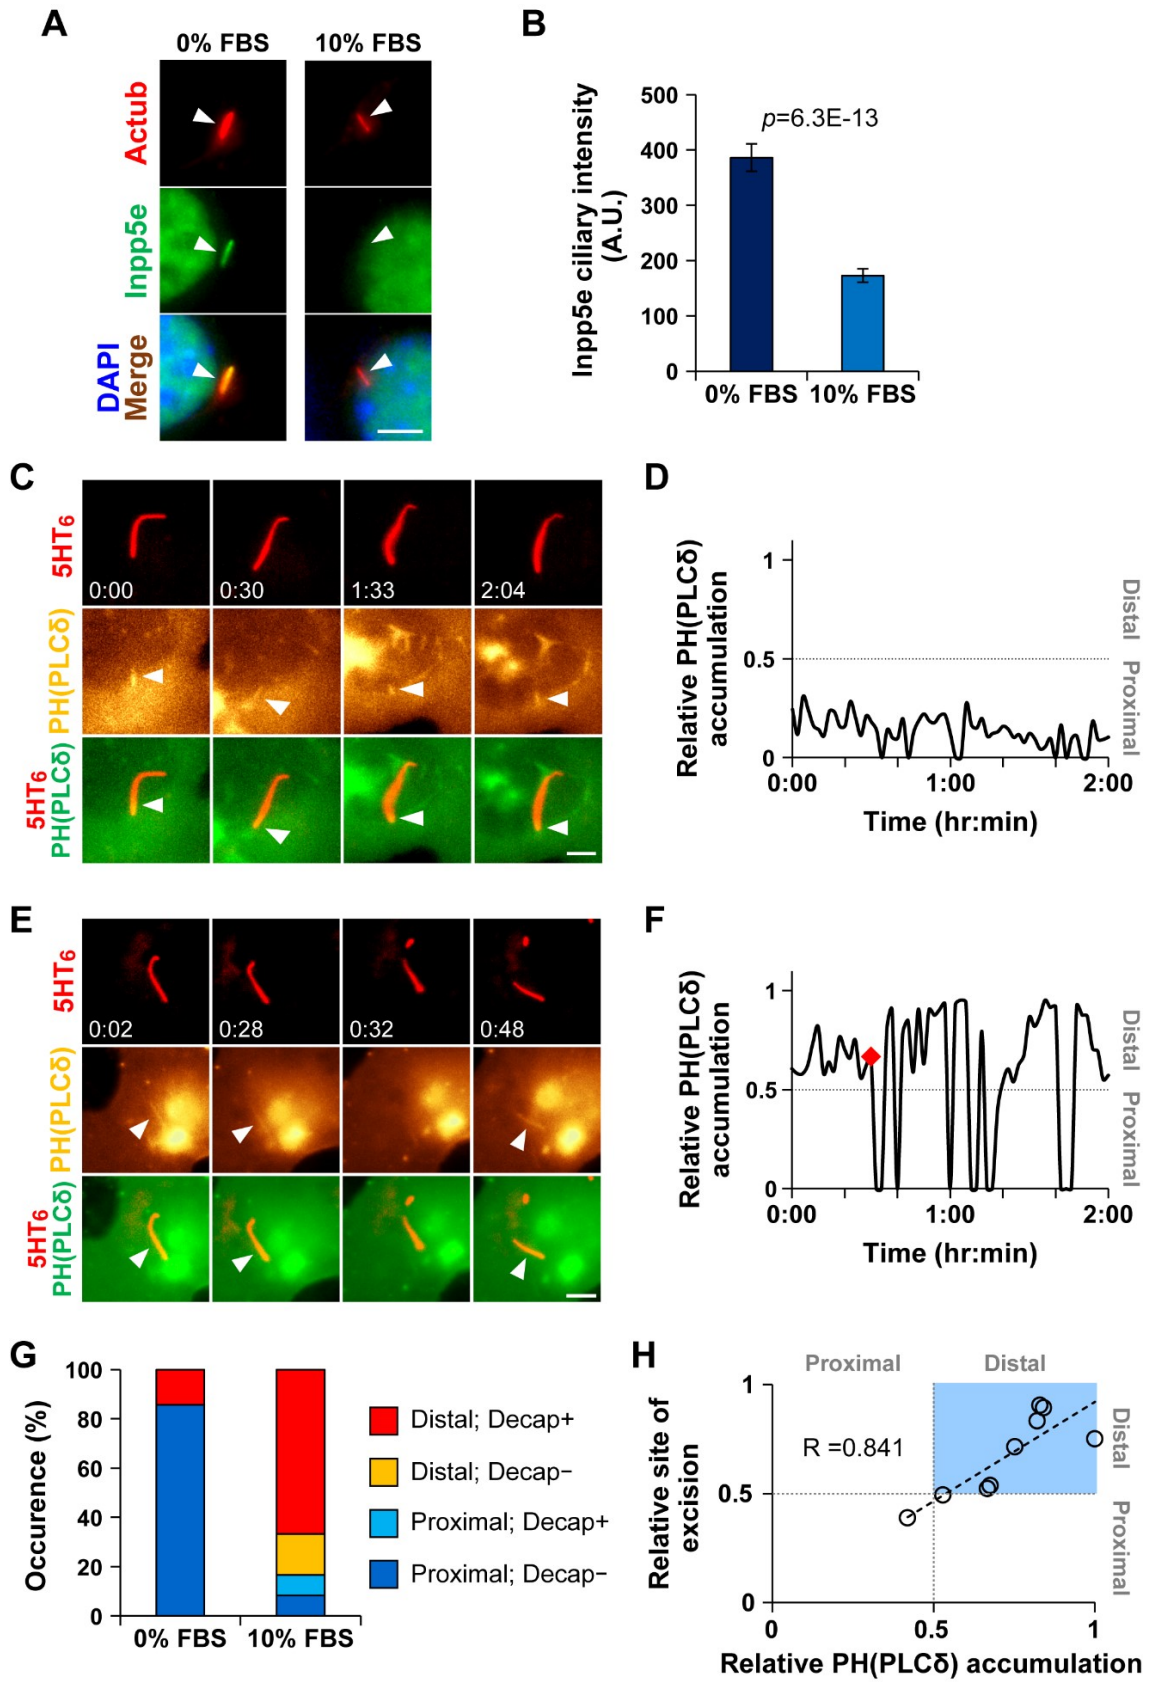 A
0% FBS
10% FBS
Actub
Inpp5e
DAPI
Merge
B
Inpp5e ciliary intensity
(A.U.)
500
400
300
200
100
0
p=6.3E-13
0% FBS
10% FBS
C
5HT6
PH(PLCδ)
5HT6
PH(PLCδ)
0:00
0:30
1:33
2:04
D
Relative PH(PLCδ)
accumulation
1
0.5
0
Distal
Proximal
0:00
1:00
2:00
Time (hr:min)
E
5HT6
PH(PLCδ)
5HT6
PH(PLCδ)
0:02
0:28
0:32
0:48
F
Relative PH(PLCδ)
accumulation
1
0.5
0
Distal
Proximal
0:00
1:00
2:00
Time (hr:min)
G
Occurence (%)
100
80
60
40
20
0
0% FBS
10% FBS
Distal; Decap+
Distal; Decap−
Proximal; Decap+
Proximal; Decap−
H
Proximal
Distal
Relative site of
excision
1
0.5
0
R =0.841
Distal
Proximal
0
0.5
1
Relative PH(PLCδ) accumulation